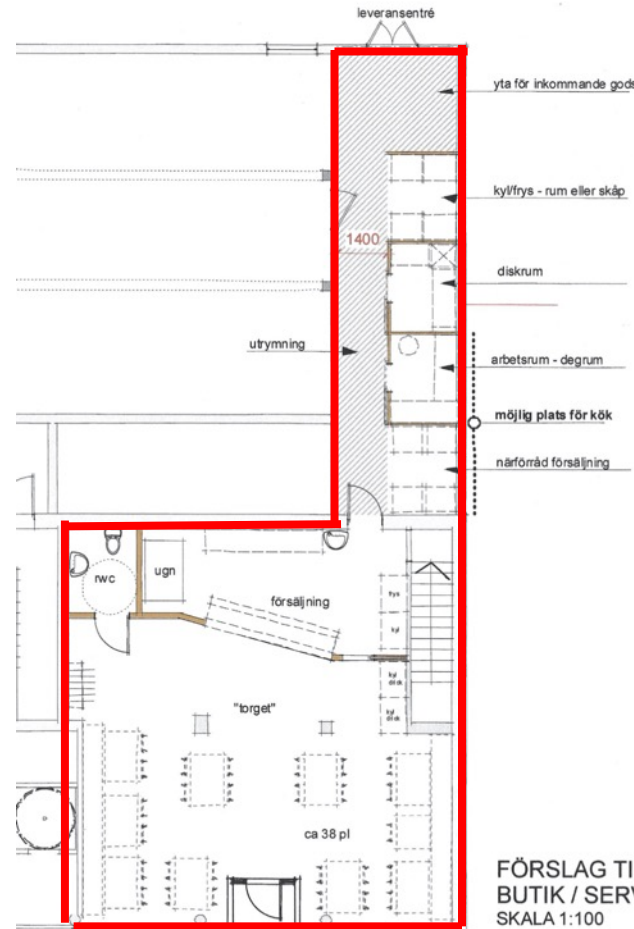 leveransentré
yta för inkommande gods
kyl/frys - rum eller skåp
1400
diskrum
utrymning
arbetsrum - degrum
möjlig plats för kök
närförråd försäljning
rwc
ugn
försäljning
frys
kyl
kyl
disk
"torget"
kyl
disk
ca 38 pl
FÖRSLAG TI
BUTIK / SERV
SKALA 1:100